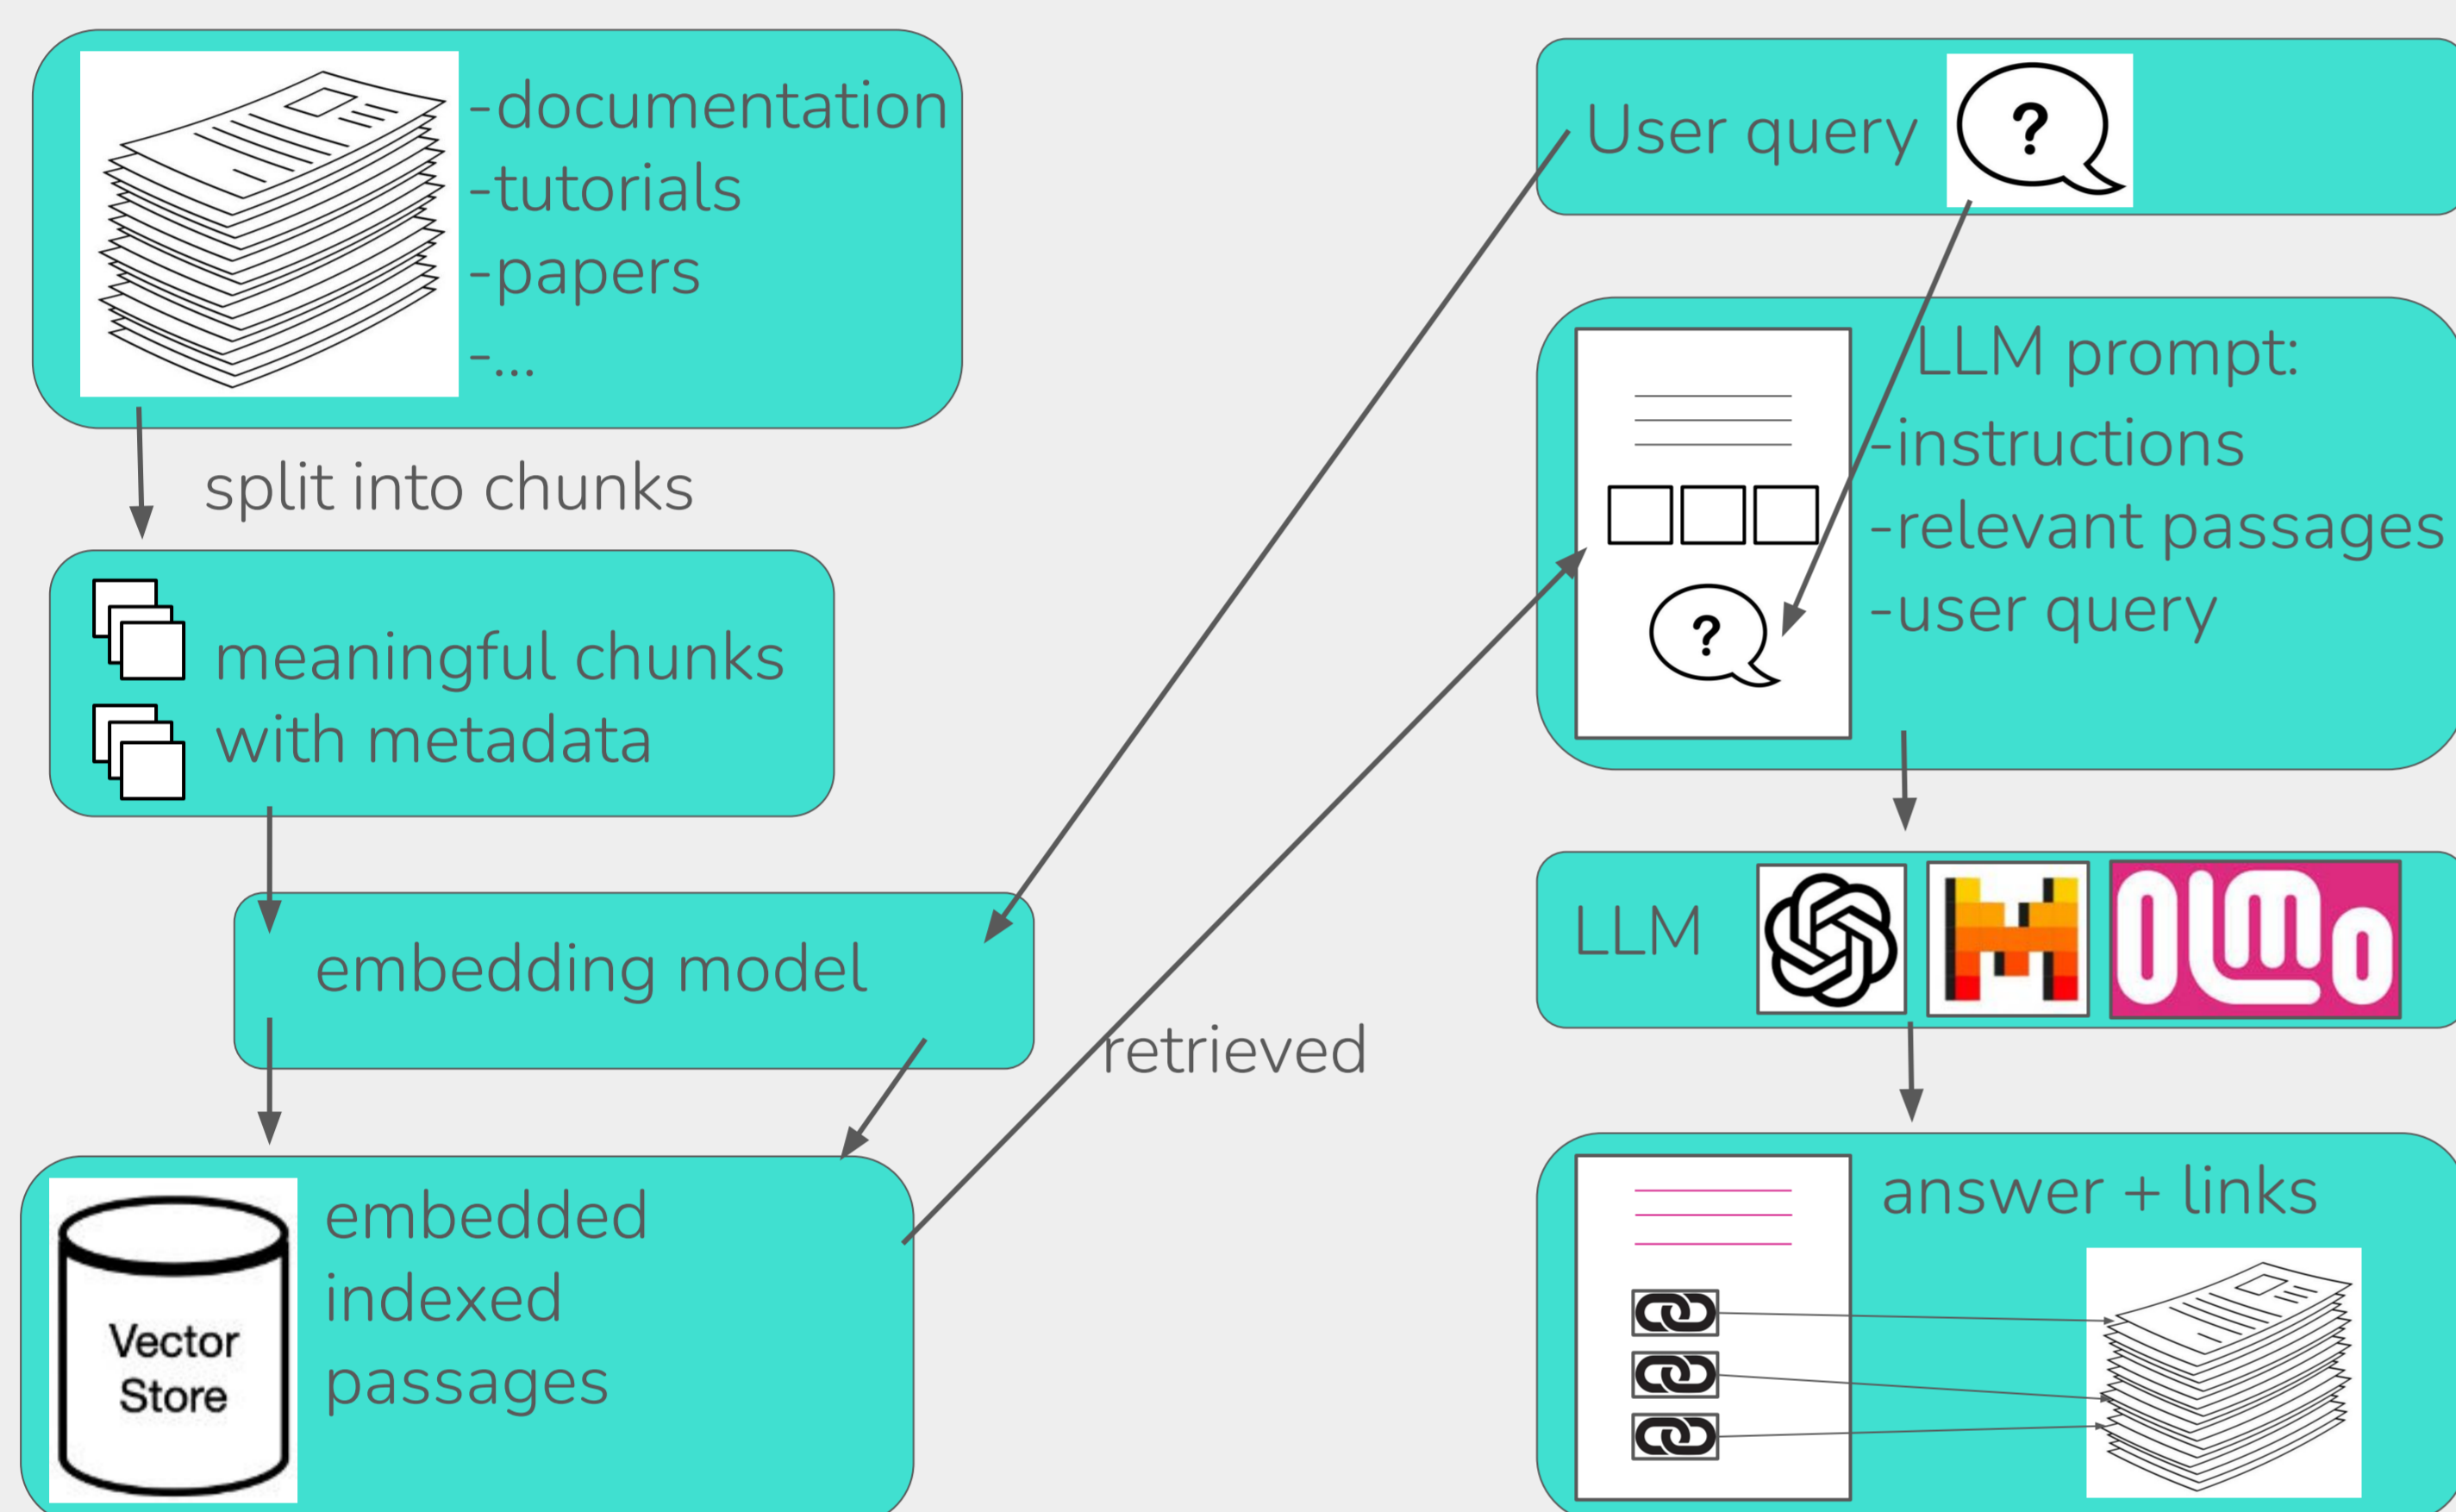 -documentation
-tutorials
-papers
-...
split into chunks
meaningful chunks
with metadata
embedding model
Vector
Store
embedded
indexed
passages
retrieved
User query
?
LLM prompt:
-instructions
-relevant passages
-user query
?
LLM
OLMo
answer + links